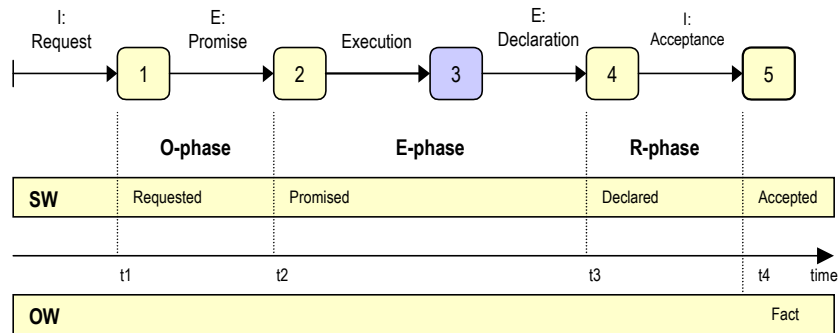 I: E: E: I:
Request Promise Execution Declaration Acceptance
1 2 3 4 5
O-phase E-phase R-phase
SW Requested Promised Declared Accepted
t1 t2 t3 t4 time
OW Fact